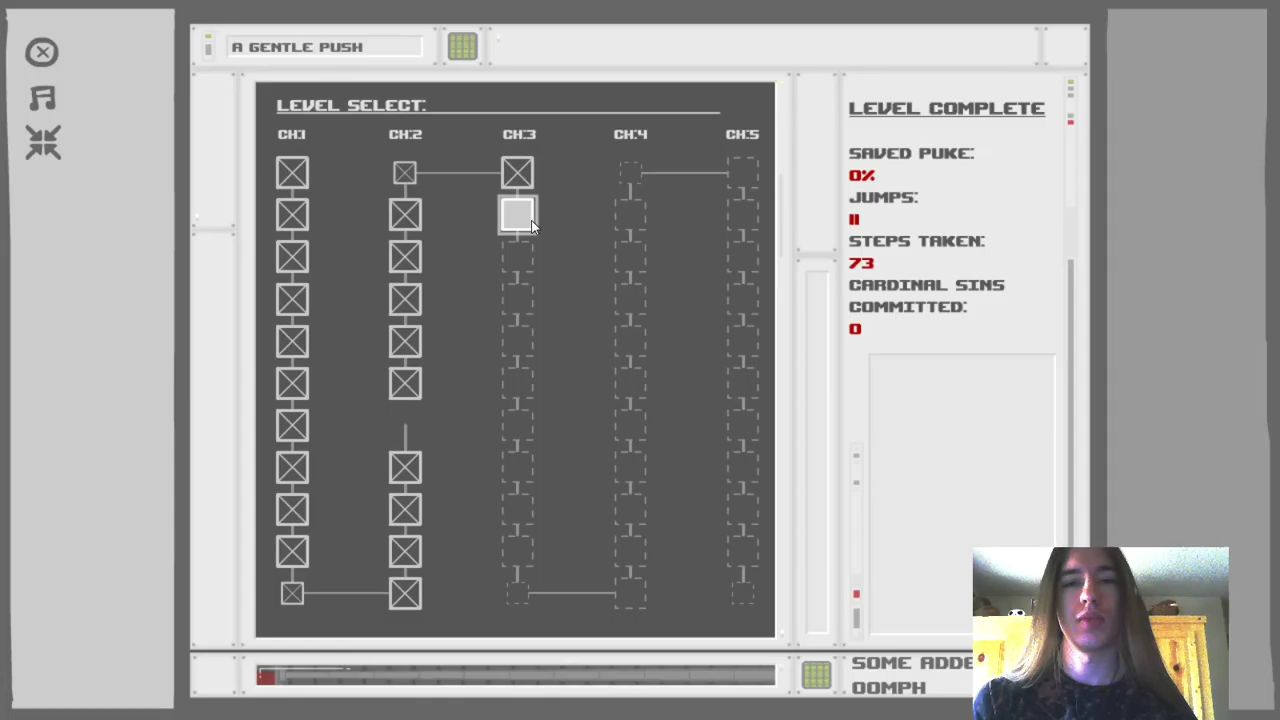 A GENTLE PUSH
LEVEL SELECT:
CH:1 CH:2 CH:3 CH:4 CH:5
LEVEL COMPLETE
SAVED PUKE:
0%
JUMPS:
11
STEPS TAKEN:
73
CARDINAL SINS
COMMITTED:
0
SOME ADDE
OOMPH